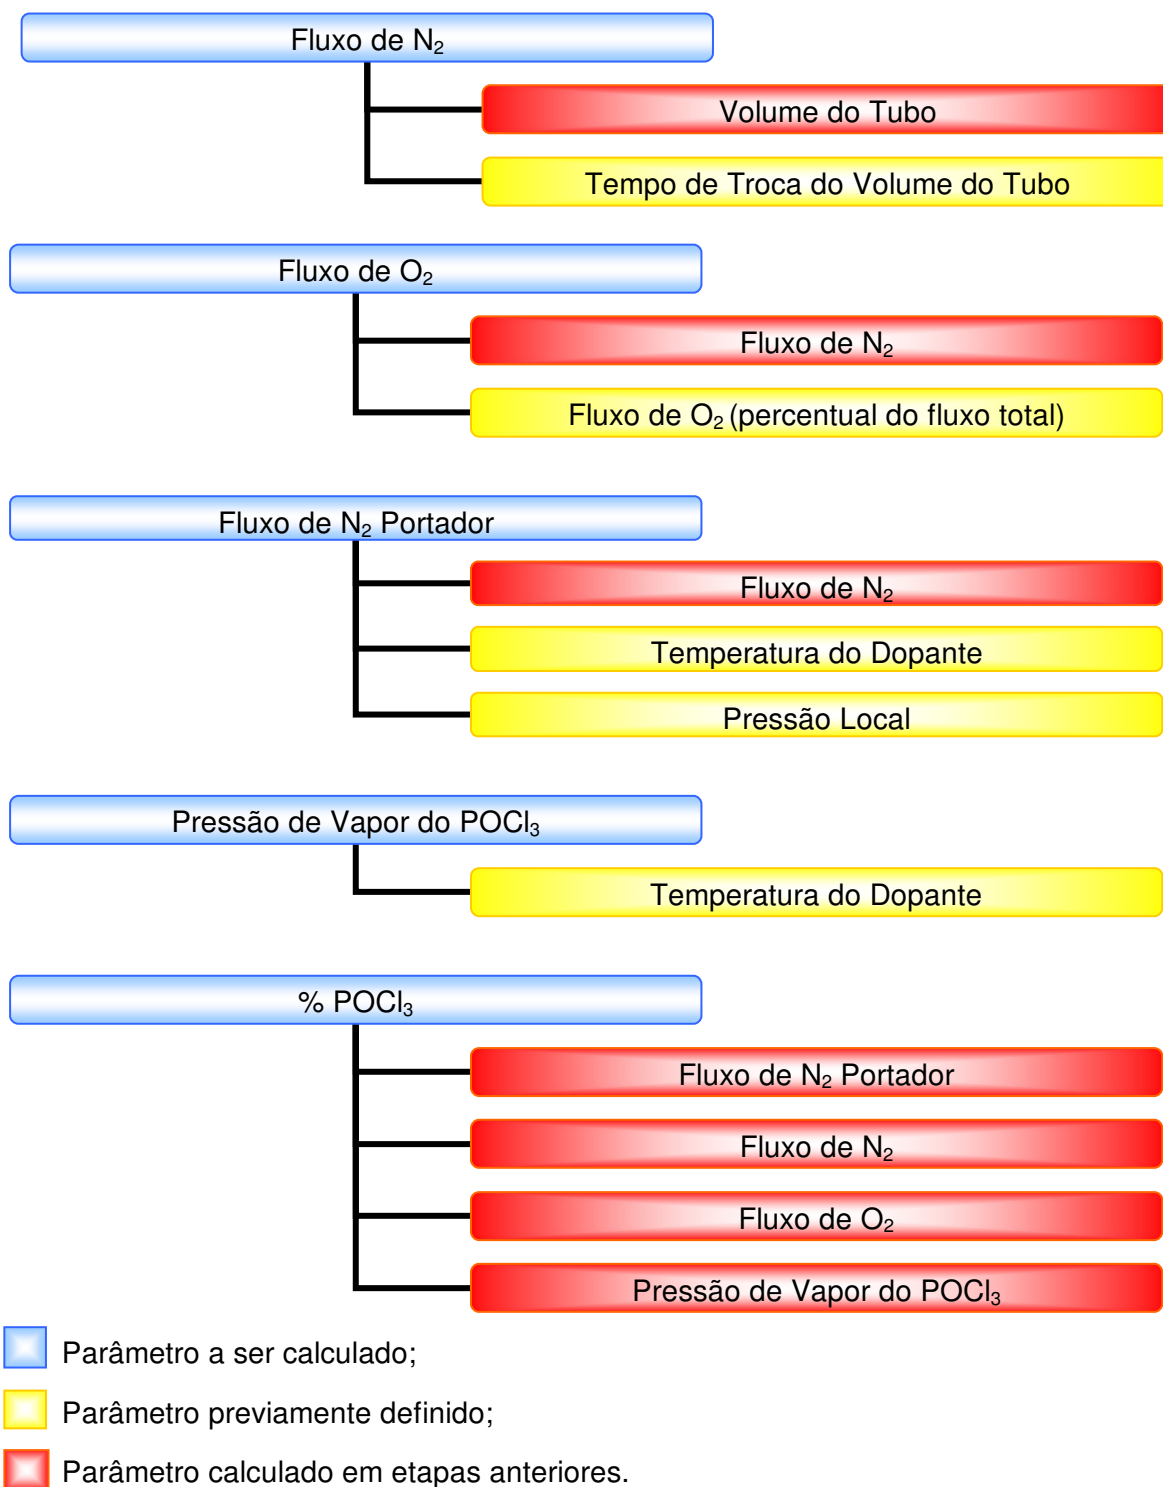 Fluxo de N₂
Volume do Tubo
Tempo de Troca do Volume do Tubo
Fluxo de O₂
Fluxo de N₂
Fluxo de O₂ (percentual do fluxo total)
Fluxo de N₂ Portador
Fluxo de N₂
Temperatura do Dopante
Pressão Local
Pressão de Vapor do POCl₃
Temperatura do Dopante
% POCl₃
Fluxo de N₂ Portador
Fluxo de N₂
Fluxo de O₂
Pressão de Vapor do POCl₃
Parâmetro a ser calculado;
Parâmetro previamente definido;
Parâmetro calculado em etapas anteriores.